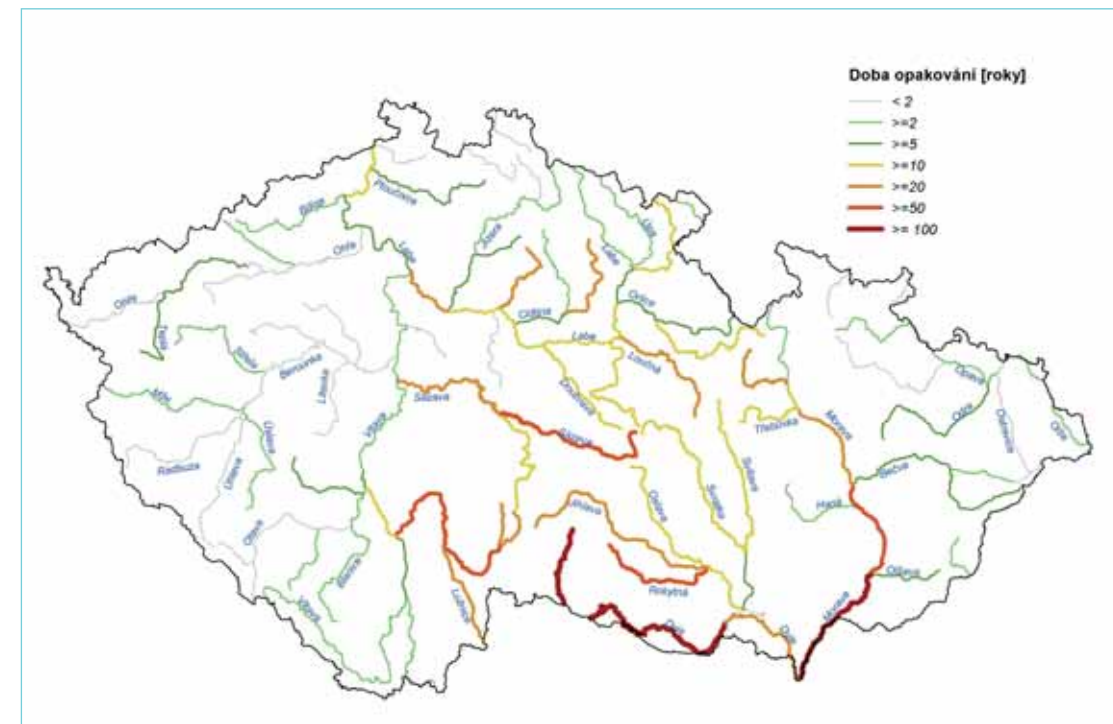 Doba opakování [roky]
< 2
>=2
>=5
>=10
>=20
>=50
>= 100
Ploučnice
Bílina
Ohře
Labe
Jizera
Úpa
Labe
Ohře
Teplá
Střela
Berounka
Litavka
Cidlina
Orlice
Labe
Loučná
Doubrava
Mže
Úslava
Vltava
Sázava
Sázava
Radbuza
Úhlava
Otava
Blanice
Vltava
Lužnice
Třebůvka
Morava
Svitava
Svratka
Oslava
Jihlava
Rokytná
Dyje
Dyje
Haná
Bečva
Opava
Odra
Ostravice
Olše
Olšava
Morava